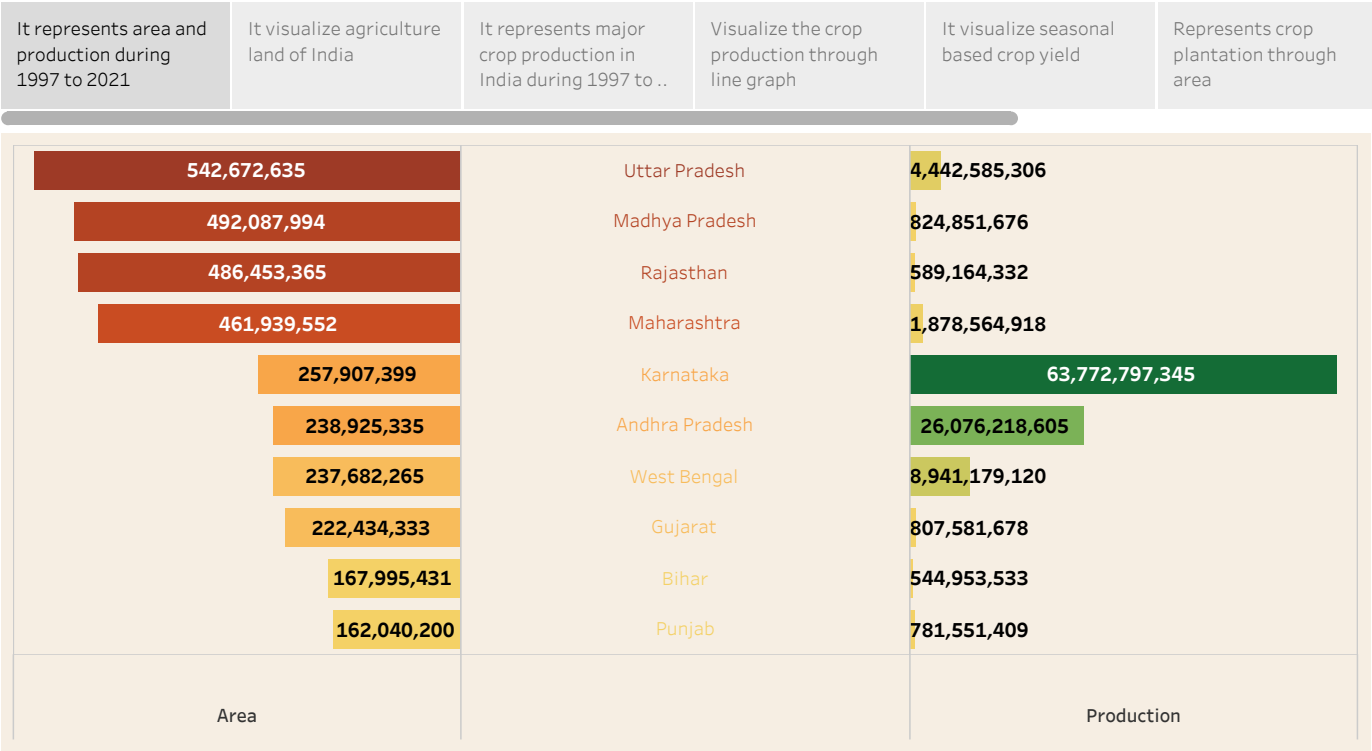 It represents area and
production during
1997 to 2021
It visualize agriculture
land of India
It represents major
crop production in
India during 1997 to ..
Visualize the crop
production through
line graph
It visualize seasonal
based crop yield
Represents crop
plantation through
area
542,672,635 Uttar Pradesh 4,442,585,306
492,087,994 Madhya Pradesh 824,851,676
486,453,365 Rajasthan 589,164,332
461,939,552 Maharashtra 1,878,564,918
257,907,399 Karnataka 63,772,797,345
238,925,335 Andhra Pradesh 26,076,218,605
237,682,265 West Bengal 8,941,179,120
222,434,333 Gujarat 807,581,678
167,995,431 Bihar 544,953,533
162,040,200 Punjab 781,551,409
Area Production